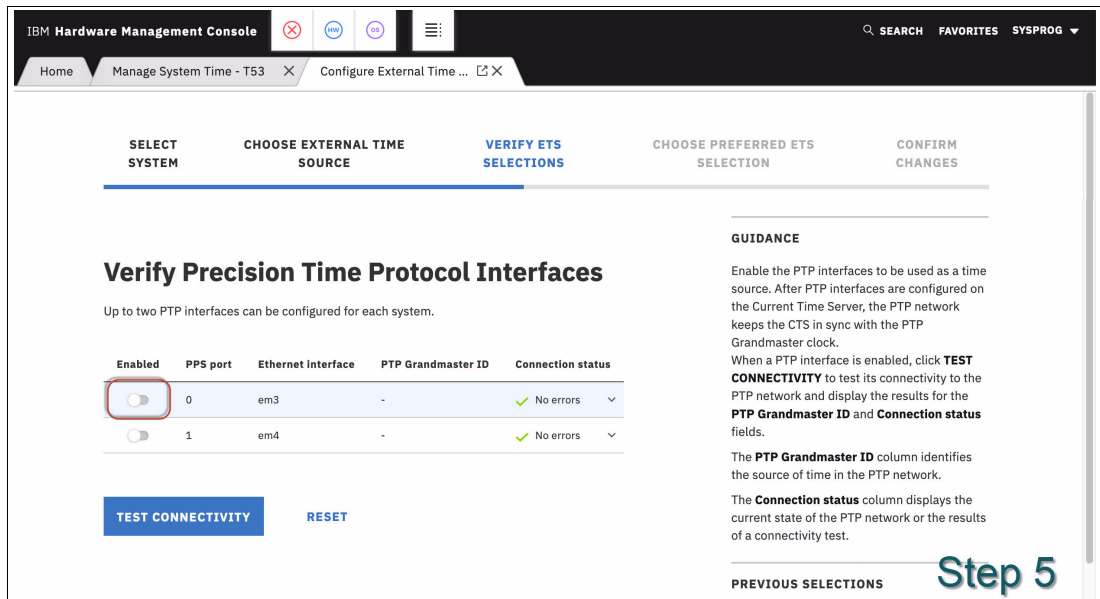 IBM Hardware Management Console
HW
OS
SEARCH FAVORITES SYSPROG
Home
Manage System Time - T53
Configure External Time ...
SELECT
SYSTEM
CHOOSE EXTERNAL TIME
SOURCE
VERIFY ETS
SELECTIONS
CHOOSE PREFERRED ETS
SELECTION
CONFIRM
CHANGES
Verify Precision Time Protocol Interfaces
Up to two PTP interfaces can be configured for each system.
Enabled PPS port Ethernet interface PTP Grandmaster ID Connection status
0 em3 - No errors
1 em4 - No errors
TEST CONNECTIVITY RESET
GUIDANCE
Enable the PTP interfaces to be used as a time
source. After PTP interfaces are configured on
the Current Time Server, the PTP network
keeps the CTS in sync with the PTP
Grandmaster clock.
When a PTP interface is enabled, click TEST
CONNECTIVITY to test its connectivity to the
PTP network and display the results for the
PTP Grandmaster ID and Connection status
fields.
The PTP Grandmaster ID column identifies
the source of time in the PTP network.
The Connection status column displays the
current state of the PTP network or the results
of a connectivity test.
PREVIOUS SELECTIONS
Step 5